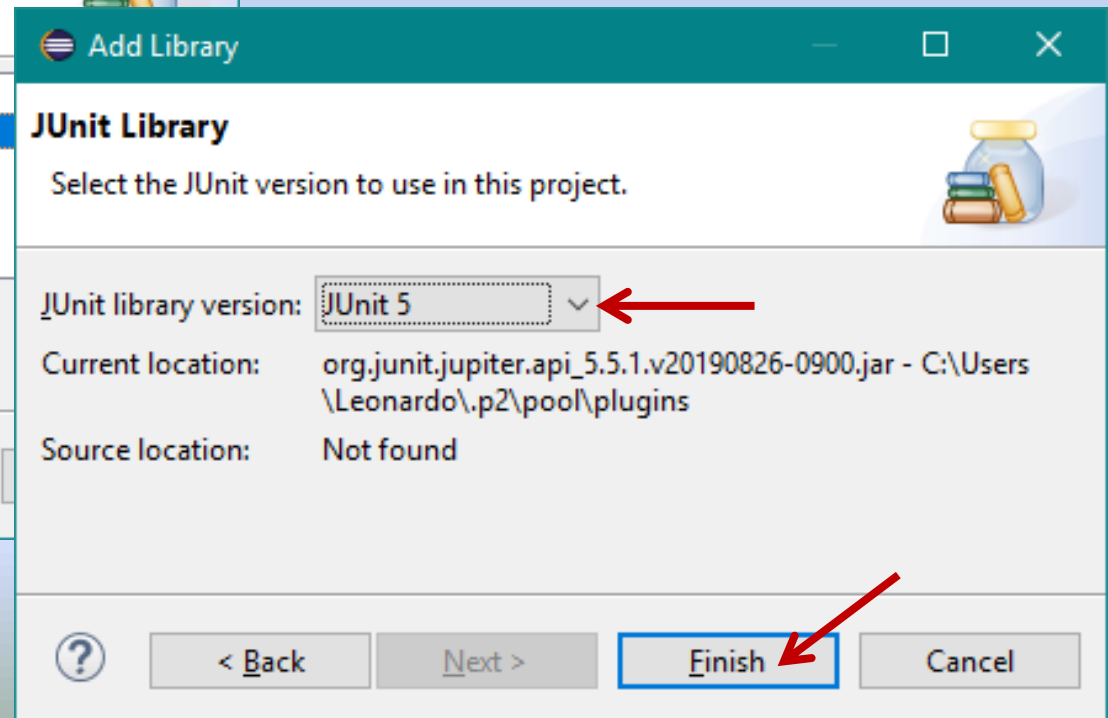 Add Library
JUnit Library
Select the JUnit version to use in this project.
JUnit library version: JUnit 5
Current location: org.junit.jupiter.api_5.5.1.v20190826-0900.jar - C:\Users
\Leonardo\.p2\pool\plugins
Source location: Not found
? < Back Next > Finish Cancel